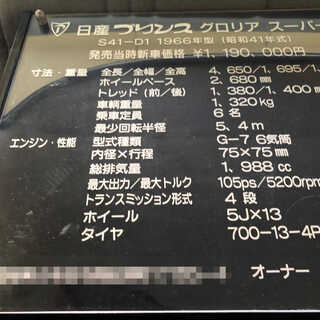 日産 プリンス グロリア スーパー
S41-D1 1966年型 (昭和41年式)
発売当時新車価格 ¥1,190,000円
寸法・重量 全長/全幅/全高 4,650/1,695/1,
ホイールベース 2,680mm
トレッド(前/後) 1,380/1,400
車輌重量 1,320kg
乗車定員 6名
最少回転半径 5,4m
エンジン・性能 型式種類 G-7 6気筒
内径×行程 75×75mm
総排気量 1,988cc
最大出力/最大トルク 105ps/5200rpm
トランスミッション形式 4段
ホイール 5J×13
タイヤ 700-13-4P
オーナー